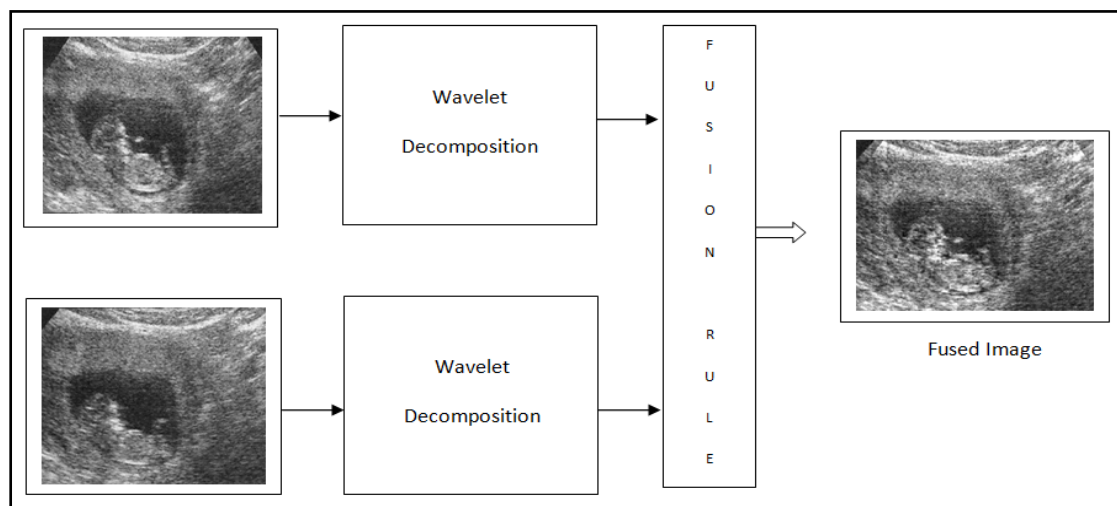 Wavelet
Decomposition
Wavelet
Decomposition
F
U
S
I
O
N
R
U
L
E
Fused Image